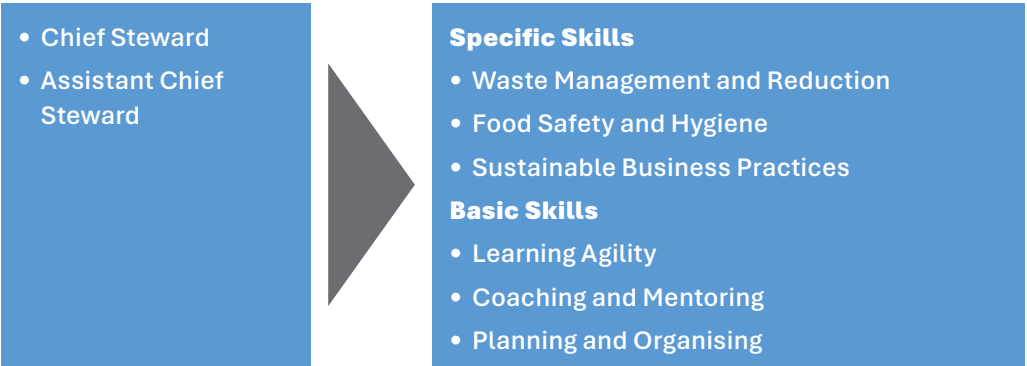 • Chief Steward
• Assistant Chief
Steward
Specific Skills
• Waste Management and Reduction
• Food Safety and Hygiene
• Sustainable Business Practices
Basic Skills
• Learning Agility
• Coaching and Mentoring
• Planning and Organising